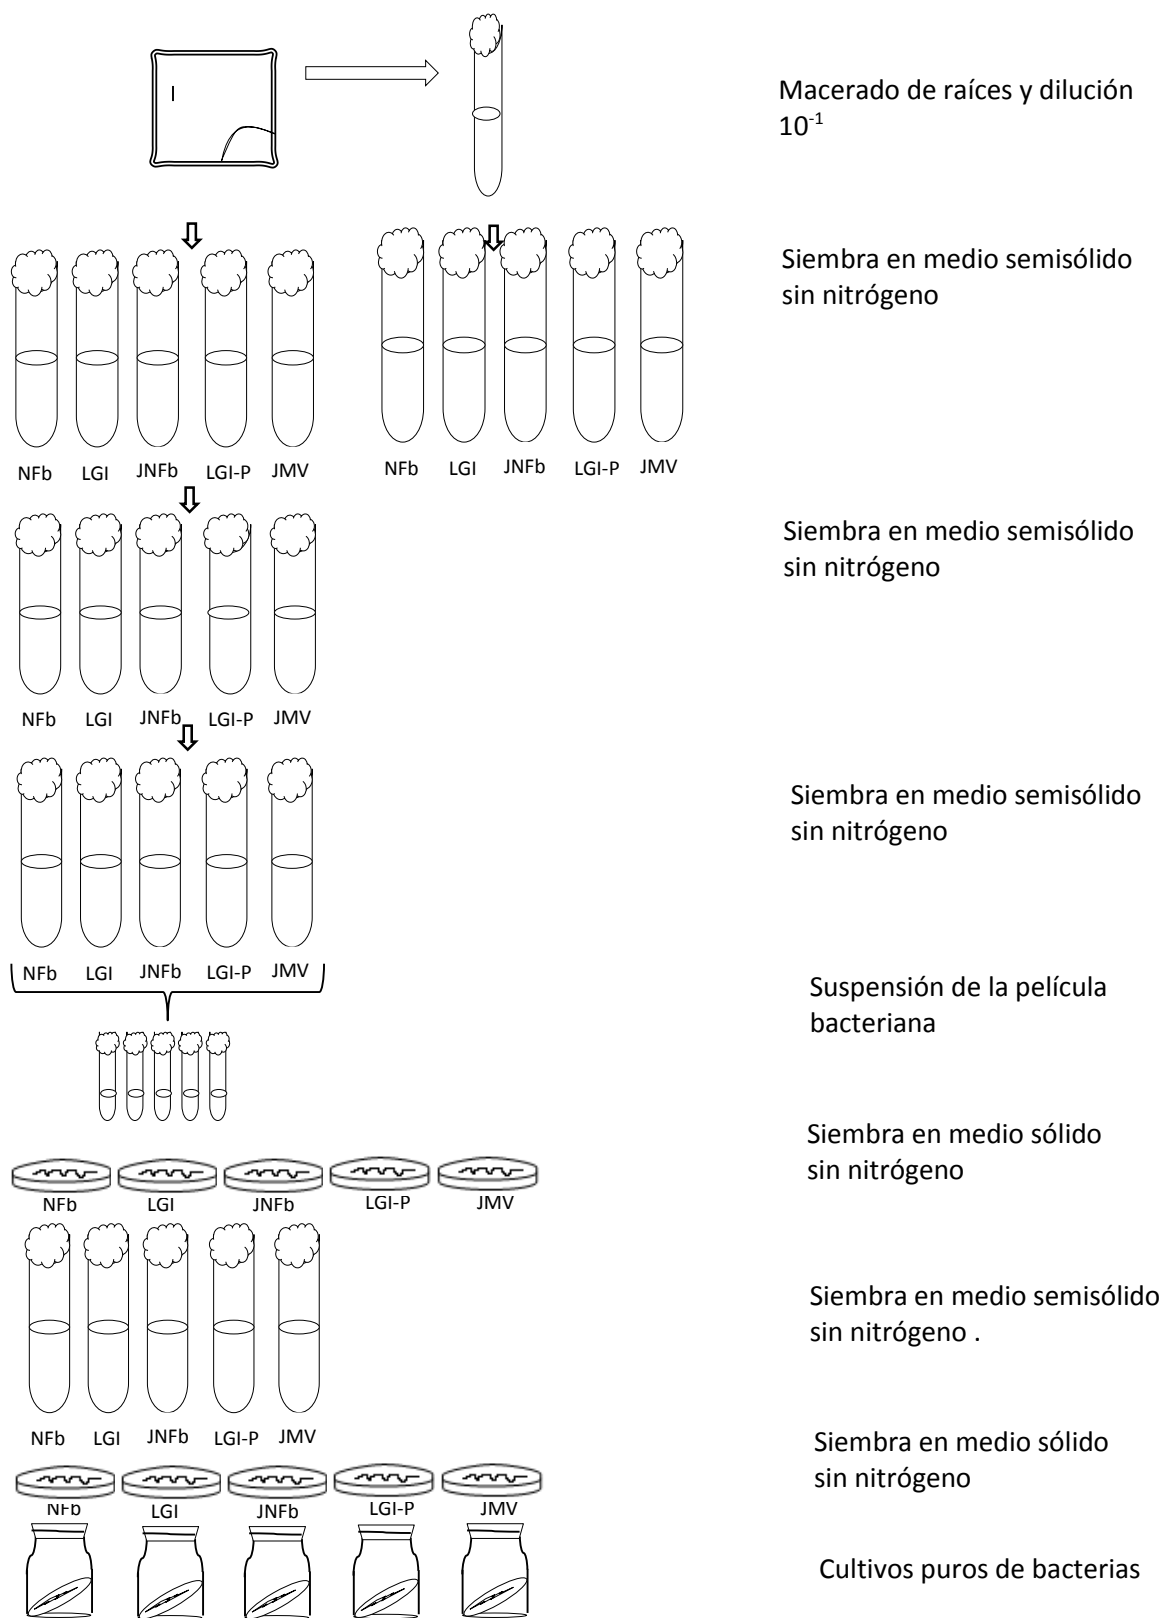 Macerado de raíces y dilución
10-1
Siembra en medio semisólido
sin nitrógeno
NFb LGI JNFb LGI-P JMV
NFb LGI JNFb LGI-P JMV
Siembra en medio semisólido
sin nitrógeno
NFb LGI JNFb LGI-P JMV
Siembra en medio semisólido
sin nitrógeno
NFb LGI JNFb LGI-P JMV
Suspensión de la película
bacteriana
Siembra en medio sólido
sin nitrógeno
NFb LGI JNFb LGI-P JMV
Siembra en medio semisólido
sin nitrógeno .
NFb LGI JNFb LGI-P JMV
Siembra en medio sólido
sin nitrógeno
NFb LGI JNFb LGI-P JMV
Cultivos puros de bacterias